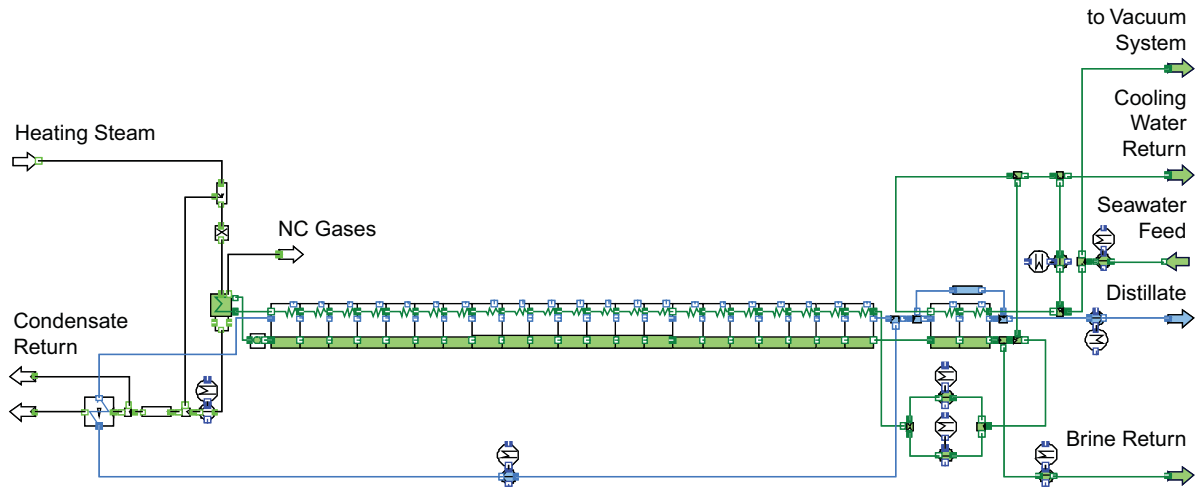 to Vacuum
System
Cooling
Water
Return
Heating Steam
Seawater
Feed
NC Gases
Distillate
Condensate
Return
Brine Return